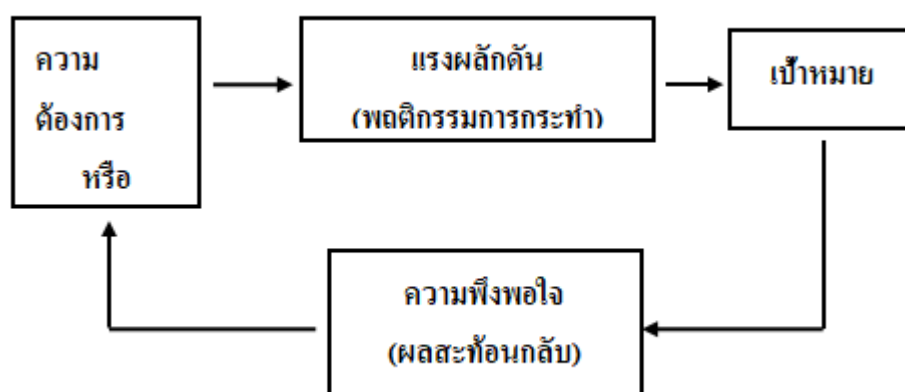 ความ
ต้องการ
หรือ
แรงผลักดัน
(พฤติกรรมการกระทำ)
เป้าหมาย
ความพึงพอใจ
(ผลสะท้อนกลับ)